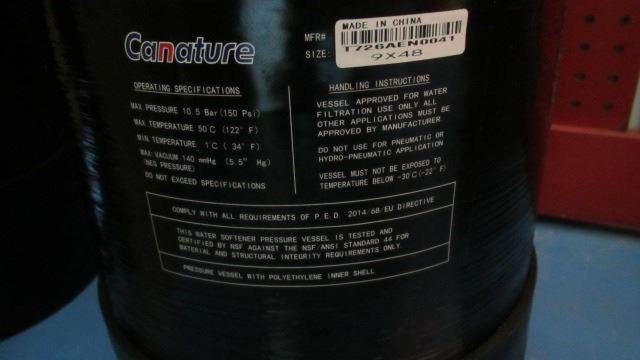 Canature
MFR#
MADE IN CHINA
T726AEN0041
SIZE:
9X48
OPERATING SPECIFICATIONS
MAX. PRESSURE 10.5 Bar(150 Psi)
MAX TEMPERATURE 50℃(122°F)
MIN TEMPERATURE 1℃( 34°F)
MAX VACUUM 140 mmHg (5.5" Hg)
(NEG PRESSURE)
DO NOT EXCEED SPECIFICATIONS
HANDLING INSTRUCTIONS
VESSEL APPROVED FOR WATER
FILTRATION USE ONLY. ALL
OTHER APPLICATIONS MUST BE
APPROVED BY MANUFACTURER
DO NOT USE FOR PNEUMATIC OR
HYDRO-PNEUMATIC APPLICATION
VESSEL MUST NOT BE EXPOSED TO
TEMPERATURE BELOW -30℃(-22°F)
COMPLY WITH ALL REQUIREMENTS OF P.E.D. 2014/68/EU DIRECTIVE
THIS WATER SOFTENER PRESSURE VESSEL IS TESTED AND
CERTIFIED BY NSF AGAINST THE NSF/ANSI STANDARD 44 FOR
MATERIAL AND STRUCTURAL INTEGRITY REQUIREMENTS ONLY.
PRESSURE VESSEL WITH POLYETHYLENE INNER SHELL